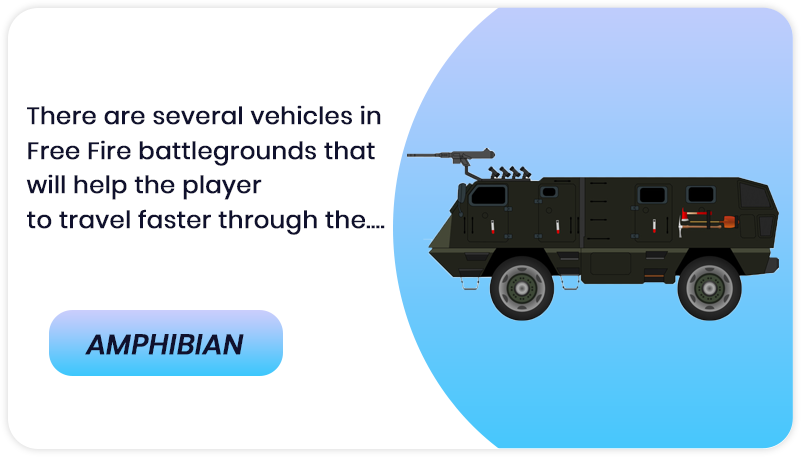 There are several vehicles in
Free Fire battlegrounds that
will help the player
to travel faster through the....
AMPHIBIAN